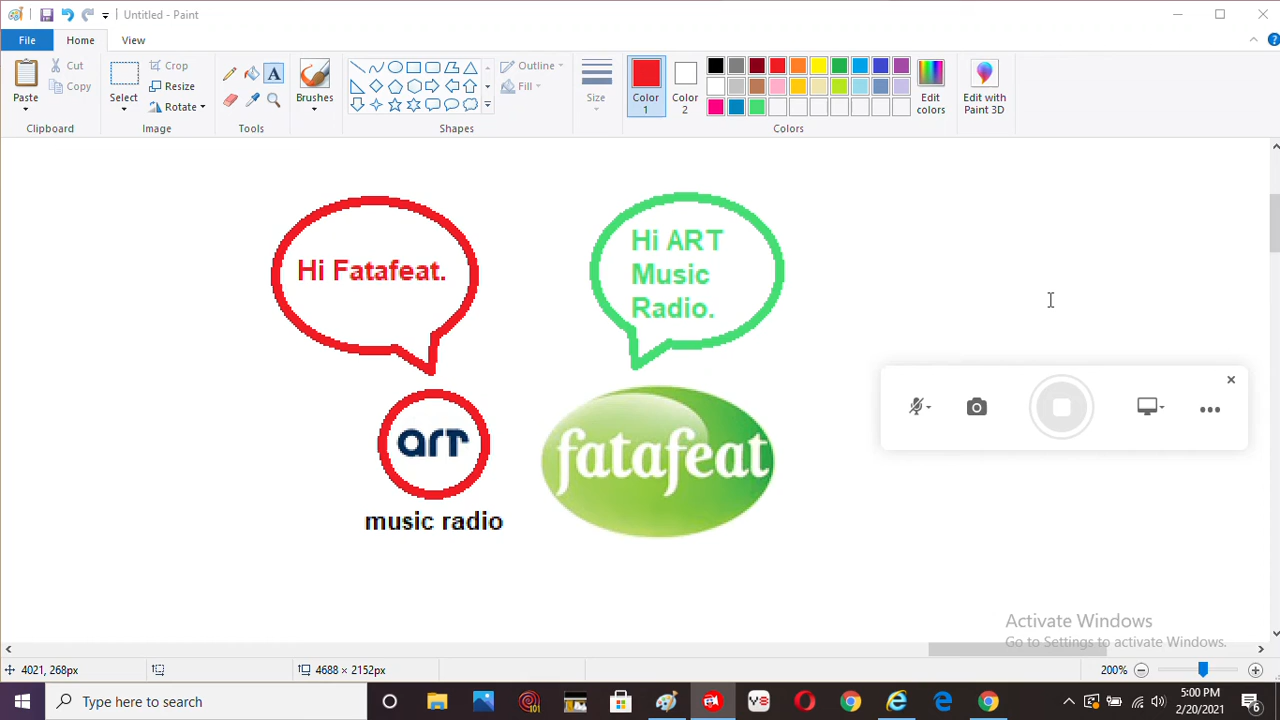 Untitled - Paint
File Home View
Paste
Cut
Copy
Clipboard
Select
Crop
Resize
Rotate
Image
A
Tools
Brushes
Shapes
Outline
Fill
Size
Color 1
Color 2
Edit colors
Colors
Edit with Paint 3D
Hi Fatafeat.
Hi ART
Music
Radio.
art
music radio
fatafeat
Activate Windows
Go to Settings to activate Windows.
4021, 268px
4688 × 2152px
200%
Type here to search
101
5:00 PM
2/20/2021
6